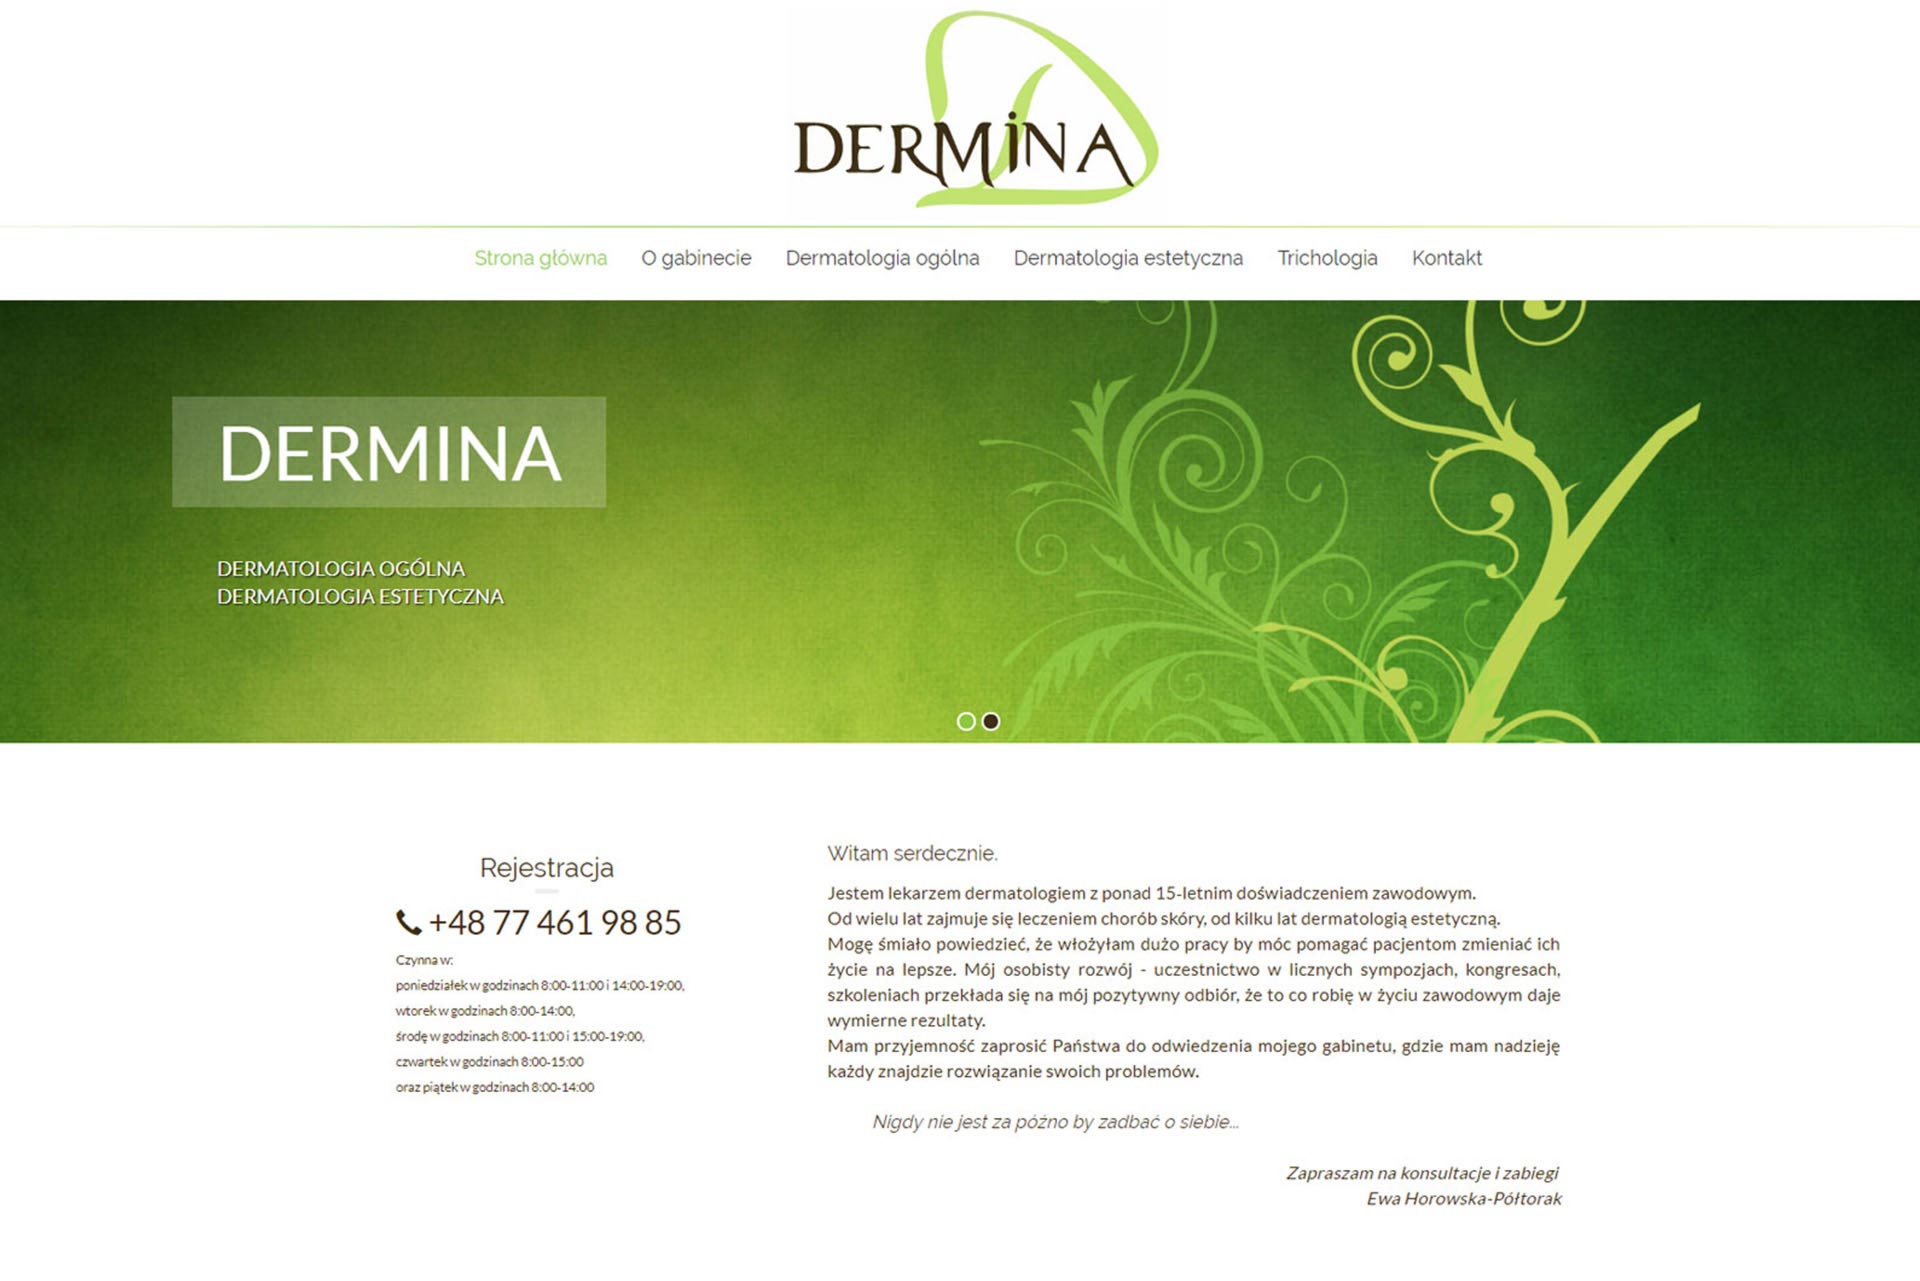 DERMINA
Strona główna O gabinecie Dermatologia ogólna Dermatologia estetyczna Trichologia Kontakt
DERMINA
DERMATOLOGIA OGÓLNA
DERMATOLOGIA ESTETYCZNA
Rejestracja
+48 77 461 98 85
Czynna w:
poniedziałek w godzinach 8:00-11:00 i 14:00-19:00,
wtorek w godzinach 8:00-14:00,
środę w godzinach 8:00-11:00 i 15:00-19:00,
czwartek w godzinach 8:00-15:00
oraz piątek w godzinach 8:00-14:00
Witam serdecznie.
Jestem lekarzem dermatologiem z ponad 15-letnim doświadczeniem zawodowym.
Od wielu lat zajmuje się leczeniem chorób skóry, od kilku lat dermatologią estetyczną.
Mogę śmiało powiedzieć, że włożyłam dużo pracy by móc pomagać pacjentom zmieniać ich
życie na lepsze. Mój osobisty rozwój - uczestnictwo w licznych sympozjach, kongresach,
szkoleniach przekłada się na mój pozytywny odbiór, że to co robię w życiu zawodowym daje
wymierne rezultaty.
Mam przyjemność zaprosić Państwa do odwiedzenia mojego gabinetu, gdzie mam nadzieję
każdy znajdzie rozwiązanie swoich problemów.
Nigdy nie jest za późno by zadbać o siebie...
Zapraszam na konsultacje i zabiegi
Ewa Horowska-Półtorak